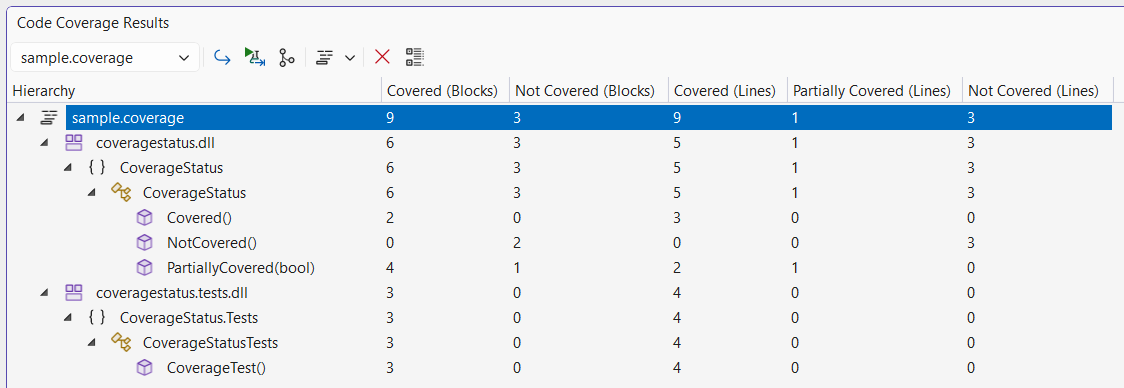 Code Coverage Results
sample.coverage
Hierarchy Covered (Blocks) Not Covered (Blocks) Covered (Lines) Partially Covered (Lines) Not Covered (Lines)
sample.coverage 9 3 9 1 3
coveragestatus.dll 6 3 5 1 3
{ } CoverageStatus 6 3 5 1 3
CoverageStatus 6 3 5 1 3
Covered() 2 0 3 0 0
NotCovered() 0 2 0 0 3
PartiallyCovered(bool) 4 1 2 1 0
coveragestatus.tests.dll 3 0 4 0 0
{ } CoverageStatus.Tests 3 0 4 0 0
CoverageStatusTests 3 0 4 0 0
CoverageTest() 3 0 4 0 0